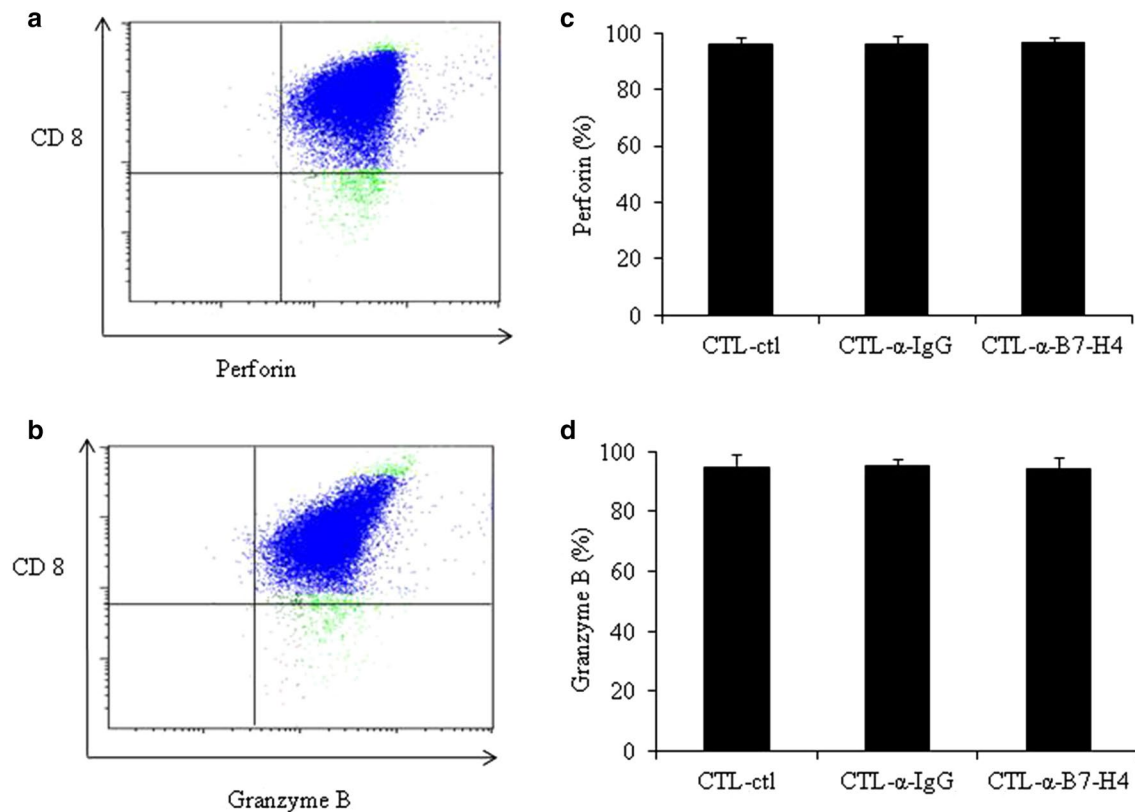 a
CD 8
Perforin
b
CD 8
Granzyme B
c
Perforin (%)
100
80
60
40
20
0
CTL-ctl
CTL-α-IgG
CTL-α-B7-H4
d
Granzyme B (%)
100
80
60
40
20
0
CTL-ctl
CTL-α-IgG
CTL-α-B7-H4